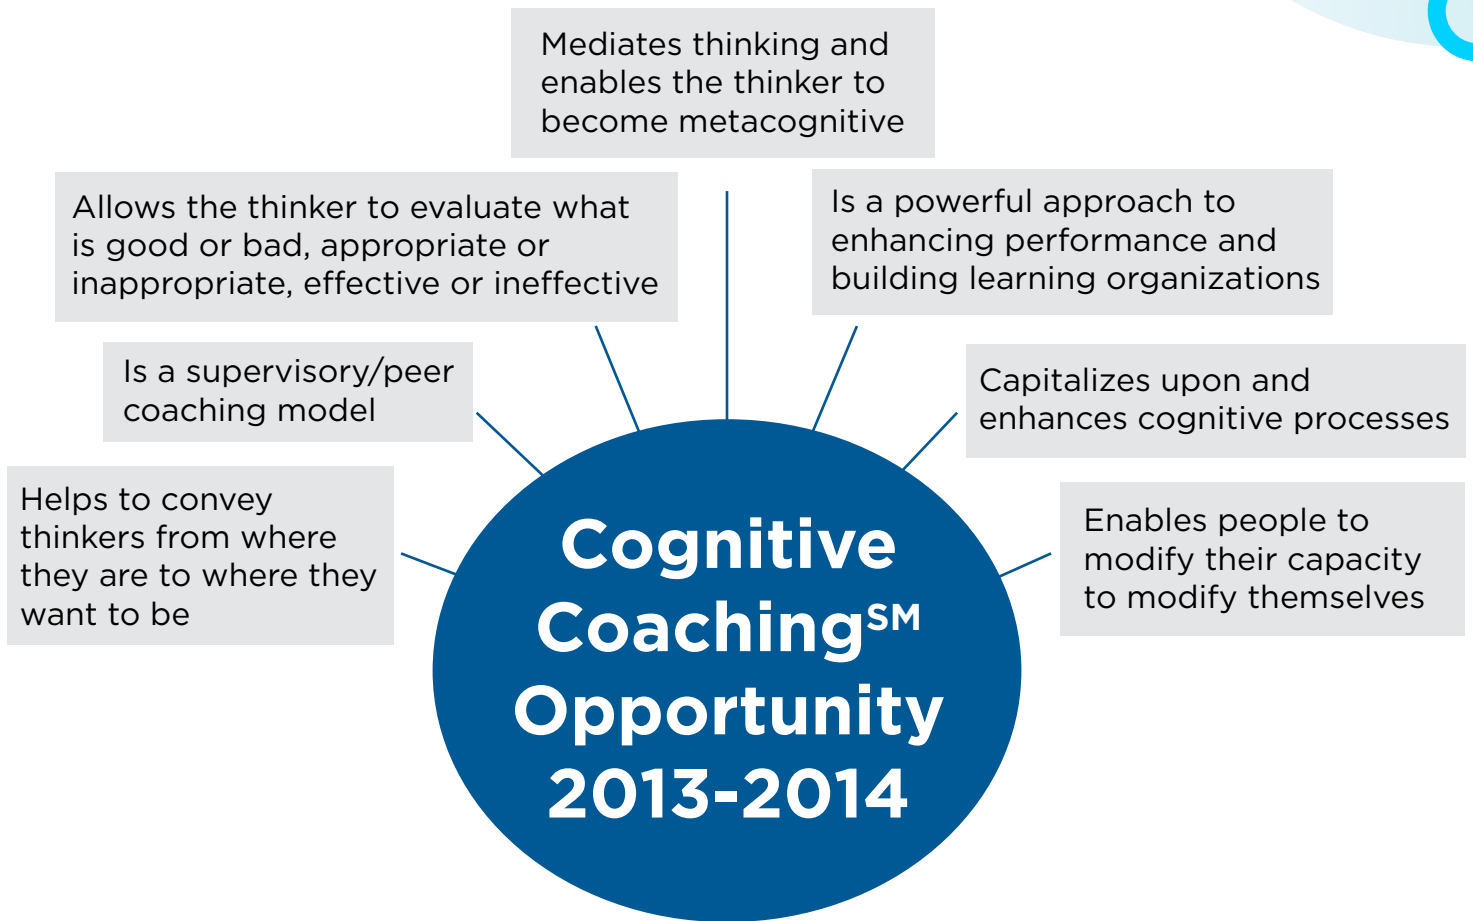 Mediates thinking and
enables the thinker to
become metacognitive
Allows the thinker to evaluate what
is good or bad, appropriate or
inappropriate, effective or ineffective
Is a powerful approach to
enhancing performance and
building learning organizations
Is a supervisory/peer
coaching model
Capitalizes upon and
enhances cognitive processes
Helps to convey
thinkers from where
they are to where they
want to be
Enables people to
modify their capacity
to modify themselves
Cognitive
Coaching℠
Opportunity
2013-2014